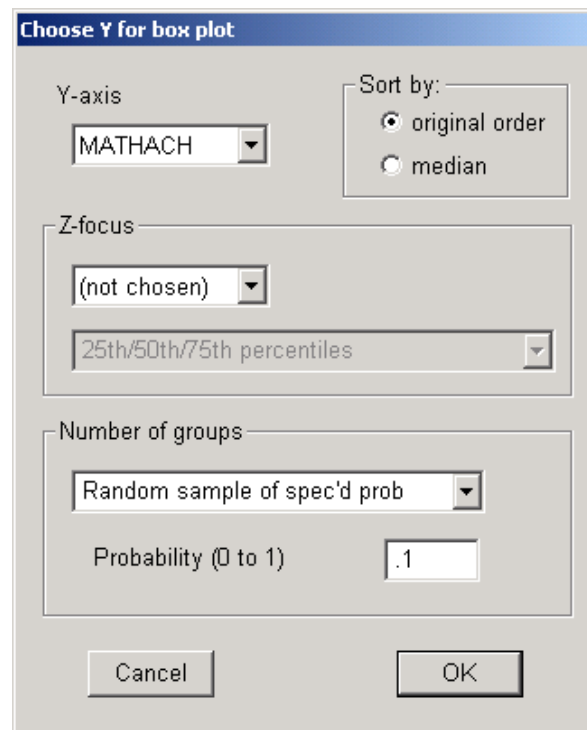 Choose Y for box plot
Y-axis
MATHACH
Sort by:
original order
median
Z-focus
(not chosen)
25th/50th/75th percentiles
Number of groups
Random sample of spec'd prob
Probability (0 to 1)
.1
Cancel
OK